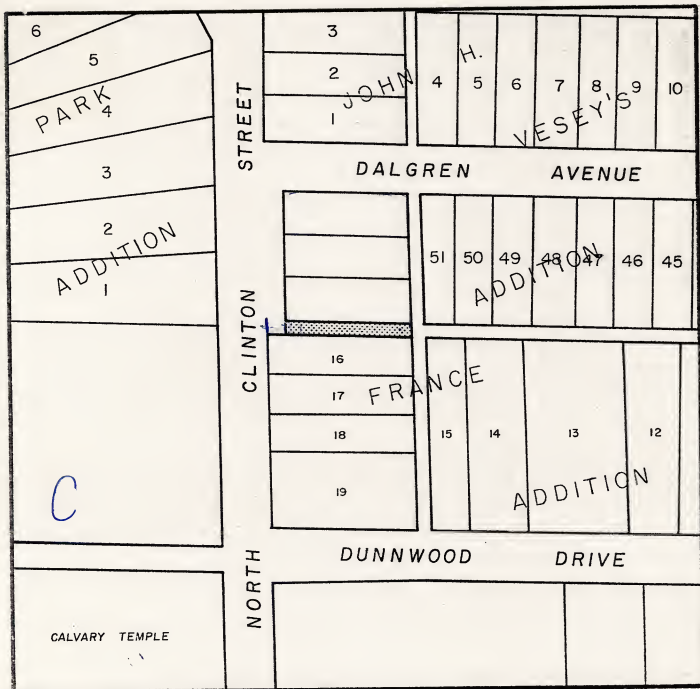 6
5
4
3
2
1
PARK
ADDITION
C
CALVARY TEMPLE
NORTH CLINTON STREET
3
2
1
JOHN H. VESEY'S
4 5 6 7 8 9 10
DALGREN AVENUE
51 50 49 48 47 46 45
ADDITION
16
17
18
19
FRANCE
15 14 13 12
ADDITION
DUNNWOOD DRIVE